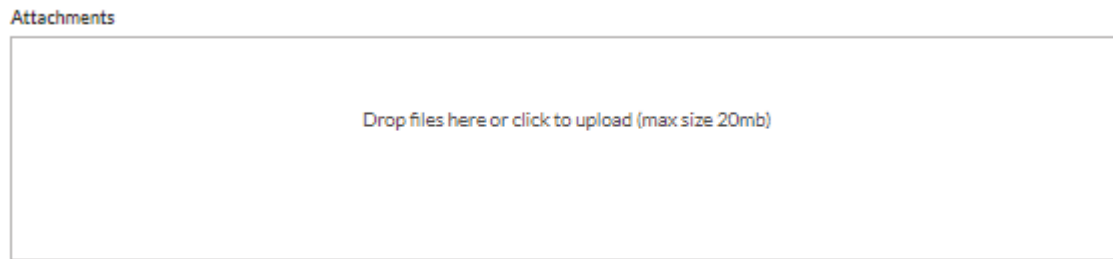 Attachments
Drop files here or click to upload (max size 20mb)